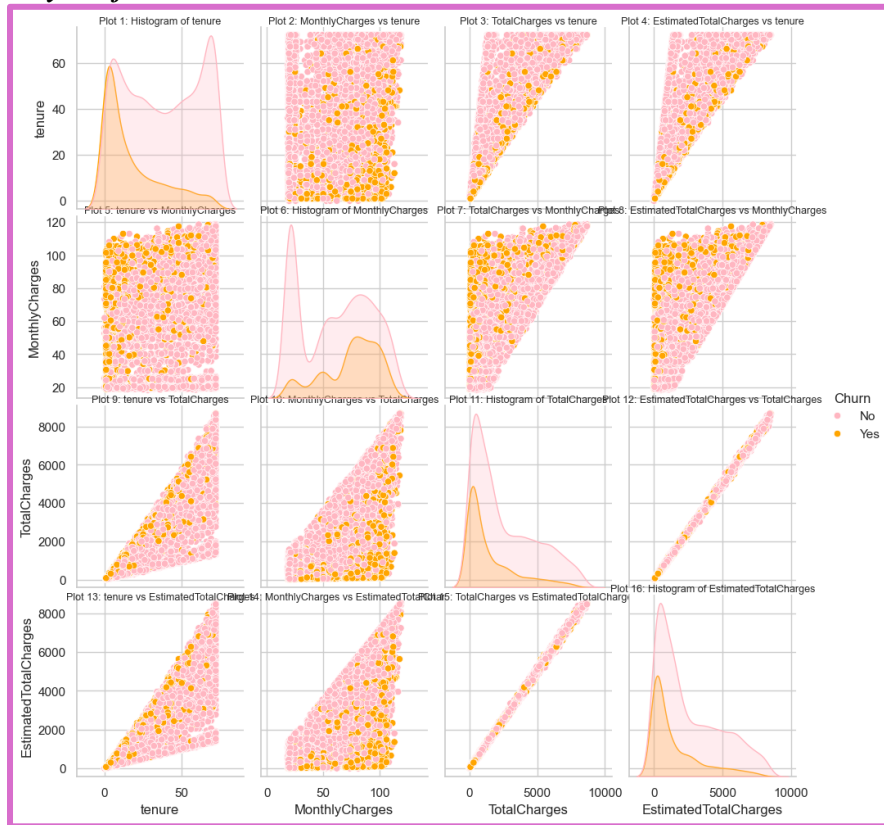 Plot 1: Histogram of tenure
Plot 2: MonthlyCharges vs tenure
Plot 3: TotalCharges vs tenure
Plot 4: EstimatedTotalCharges vs tenure
60
40
20
0
tenure
Plot 5: tenure vs MonthlyCharges
Plot 6: Histogram of MonthlyCharges
Plot 7: TotalCharges vs MonthlyCharges
8: EstimatedTotalCharges vs MonthlyCharges
120
100
80
60
40
20
MonthlyCharges
Plot 9: tenure vs TotalCharges
Plot 10: MonthlyCharges vs TotalCharges
Plot 11: Histogram of TotalCharges
Plot 12: EstimatedTotalCharges vs TotalCharges
8000
6000
4000
2000
0
TotalCharges
Churn
No
Yes
Plot 13: tenure vs EstimatedTotalCharges
14: MonthlyCharges vs EstimatedTotal
15: TotalCharges vs EstimatedTotalCharges
Plot 16: Histogram of EstimatedTotalCharges
8000
6000
4000
2000
0
EstimatedTotalCharges
0 50
0 50 100
0 5000 10000
0 5000 10000
tenure
MonthlyCharges
TotalCharges
EstimatedTotalCharges